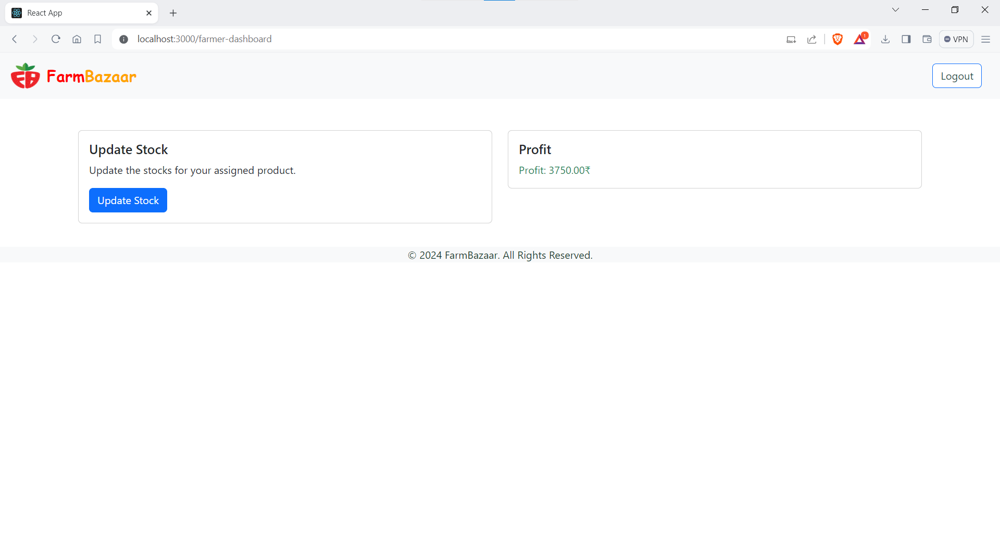 React App
localhost:3000/farmer-dashboard
1
VPN
FarmBazaar
Logout
Update Stock
Update the stocks for your assigned product.
Update Stock
Profit
Profit: 3750.00₹
© 2024 FarmBazaar. All Rights Reserved.